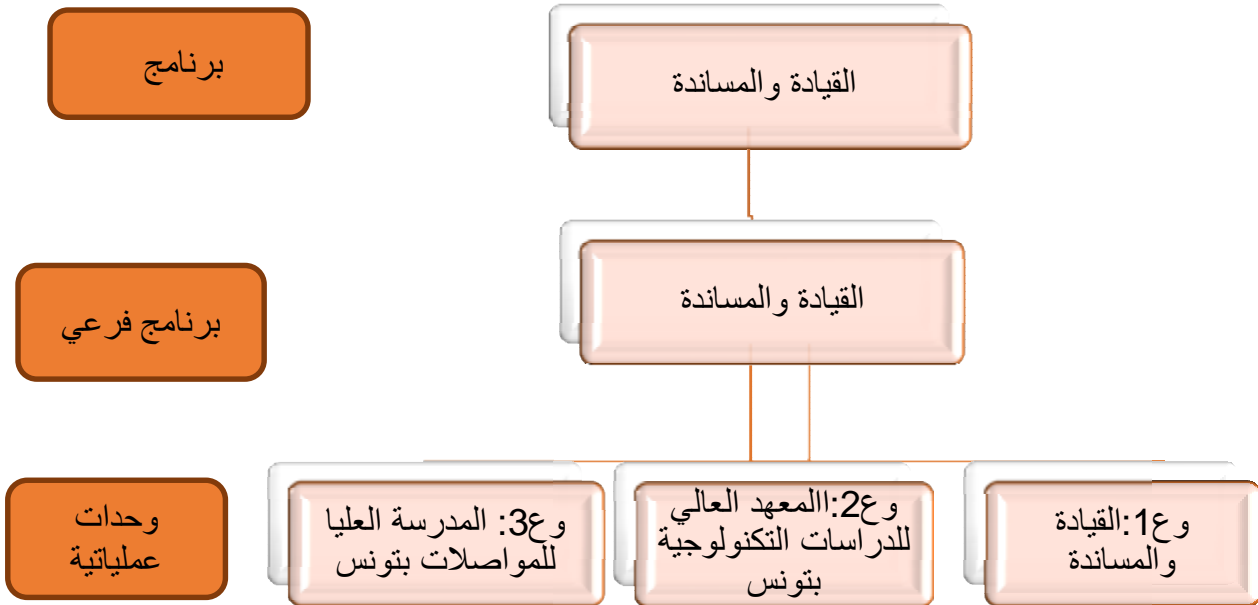 برنامج
القيادة والمساندة
برنامج فرعي
القيادة والمساندة
وحدات
عملياتية
وع1:القيادة
والمساندة
وع2:االمعهد العالي
للدراسات التكنولوجية
بتونس
وع3: المدرسة العليا
للمواصلات بتونس